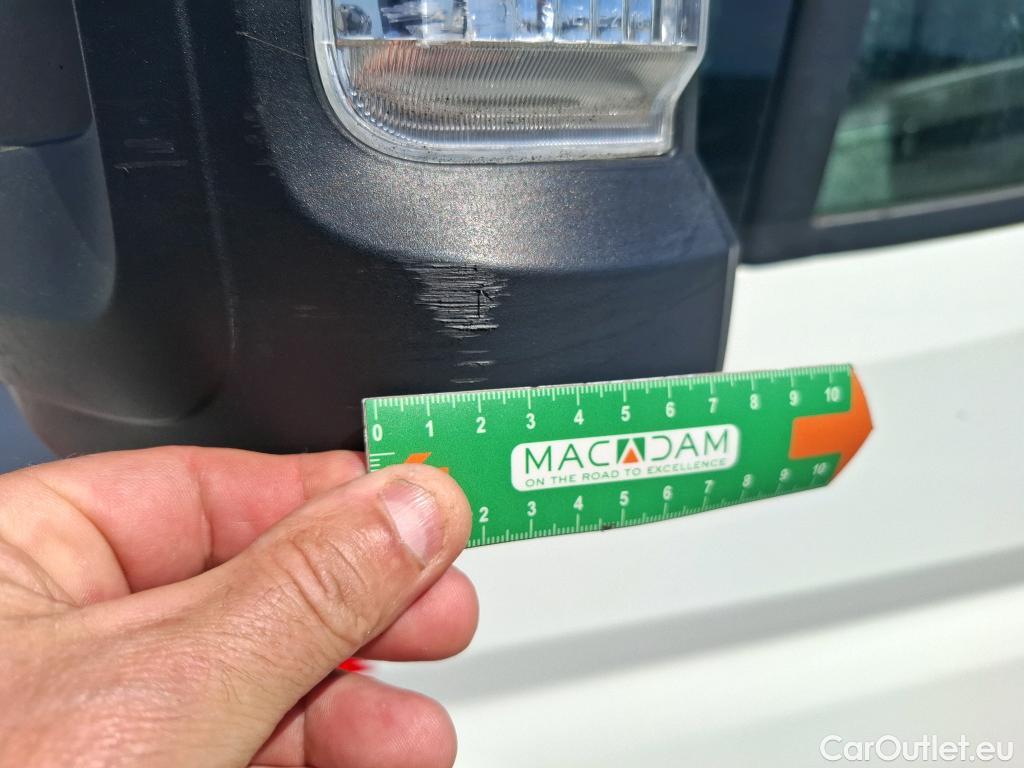 0 1 2 3 4 5 6 7 8 9 10
MACADAM
ON THE ROAD TO EXCELLENCE
2 3 4 5 6 7 8 9 10
CarOutlet.eu